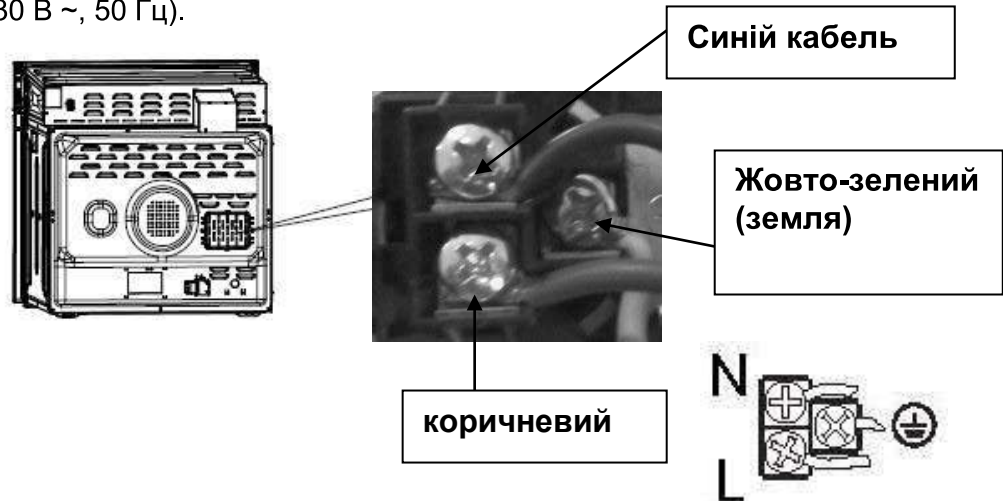 30 В ~, 50 Гц).
Синій кабель
Жовто-зелений
(земля)
коричневий
N
L